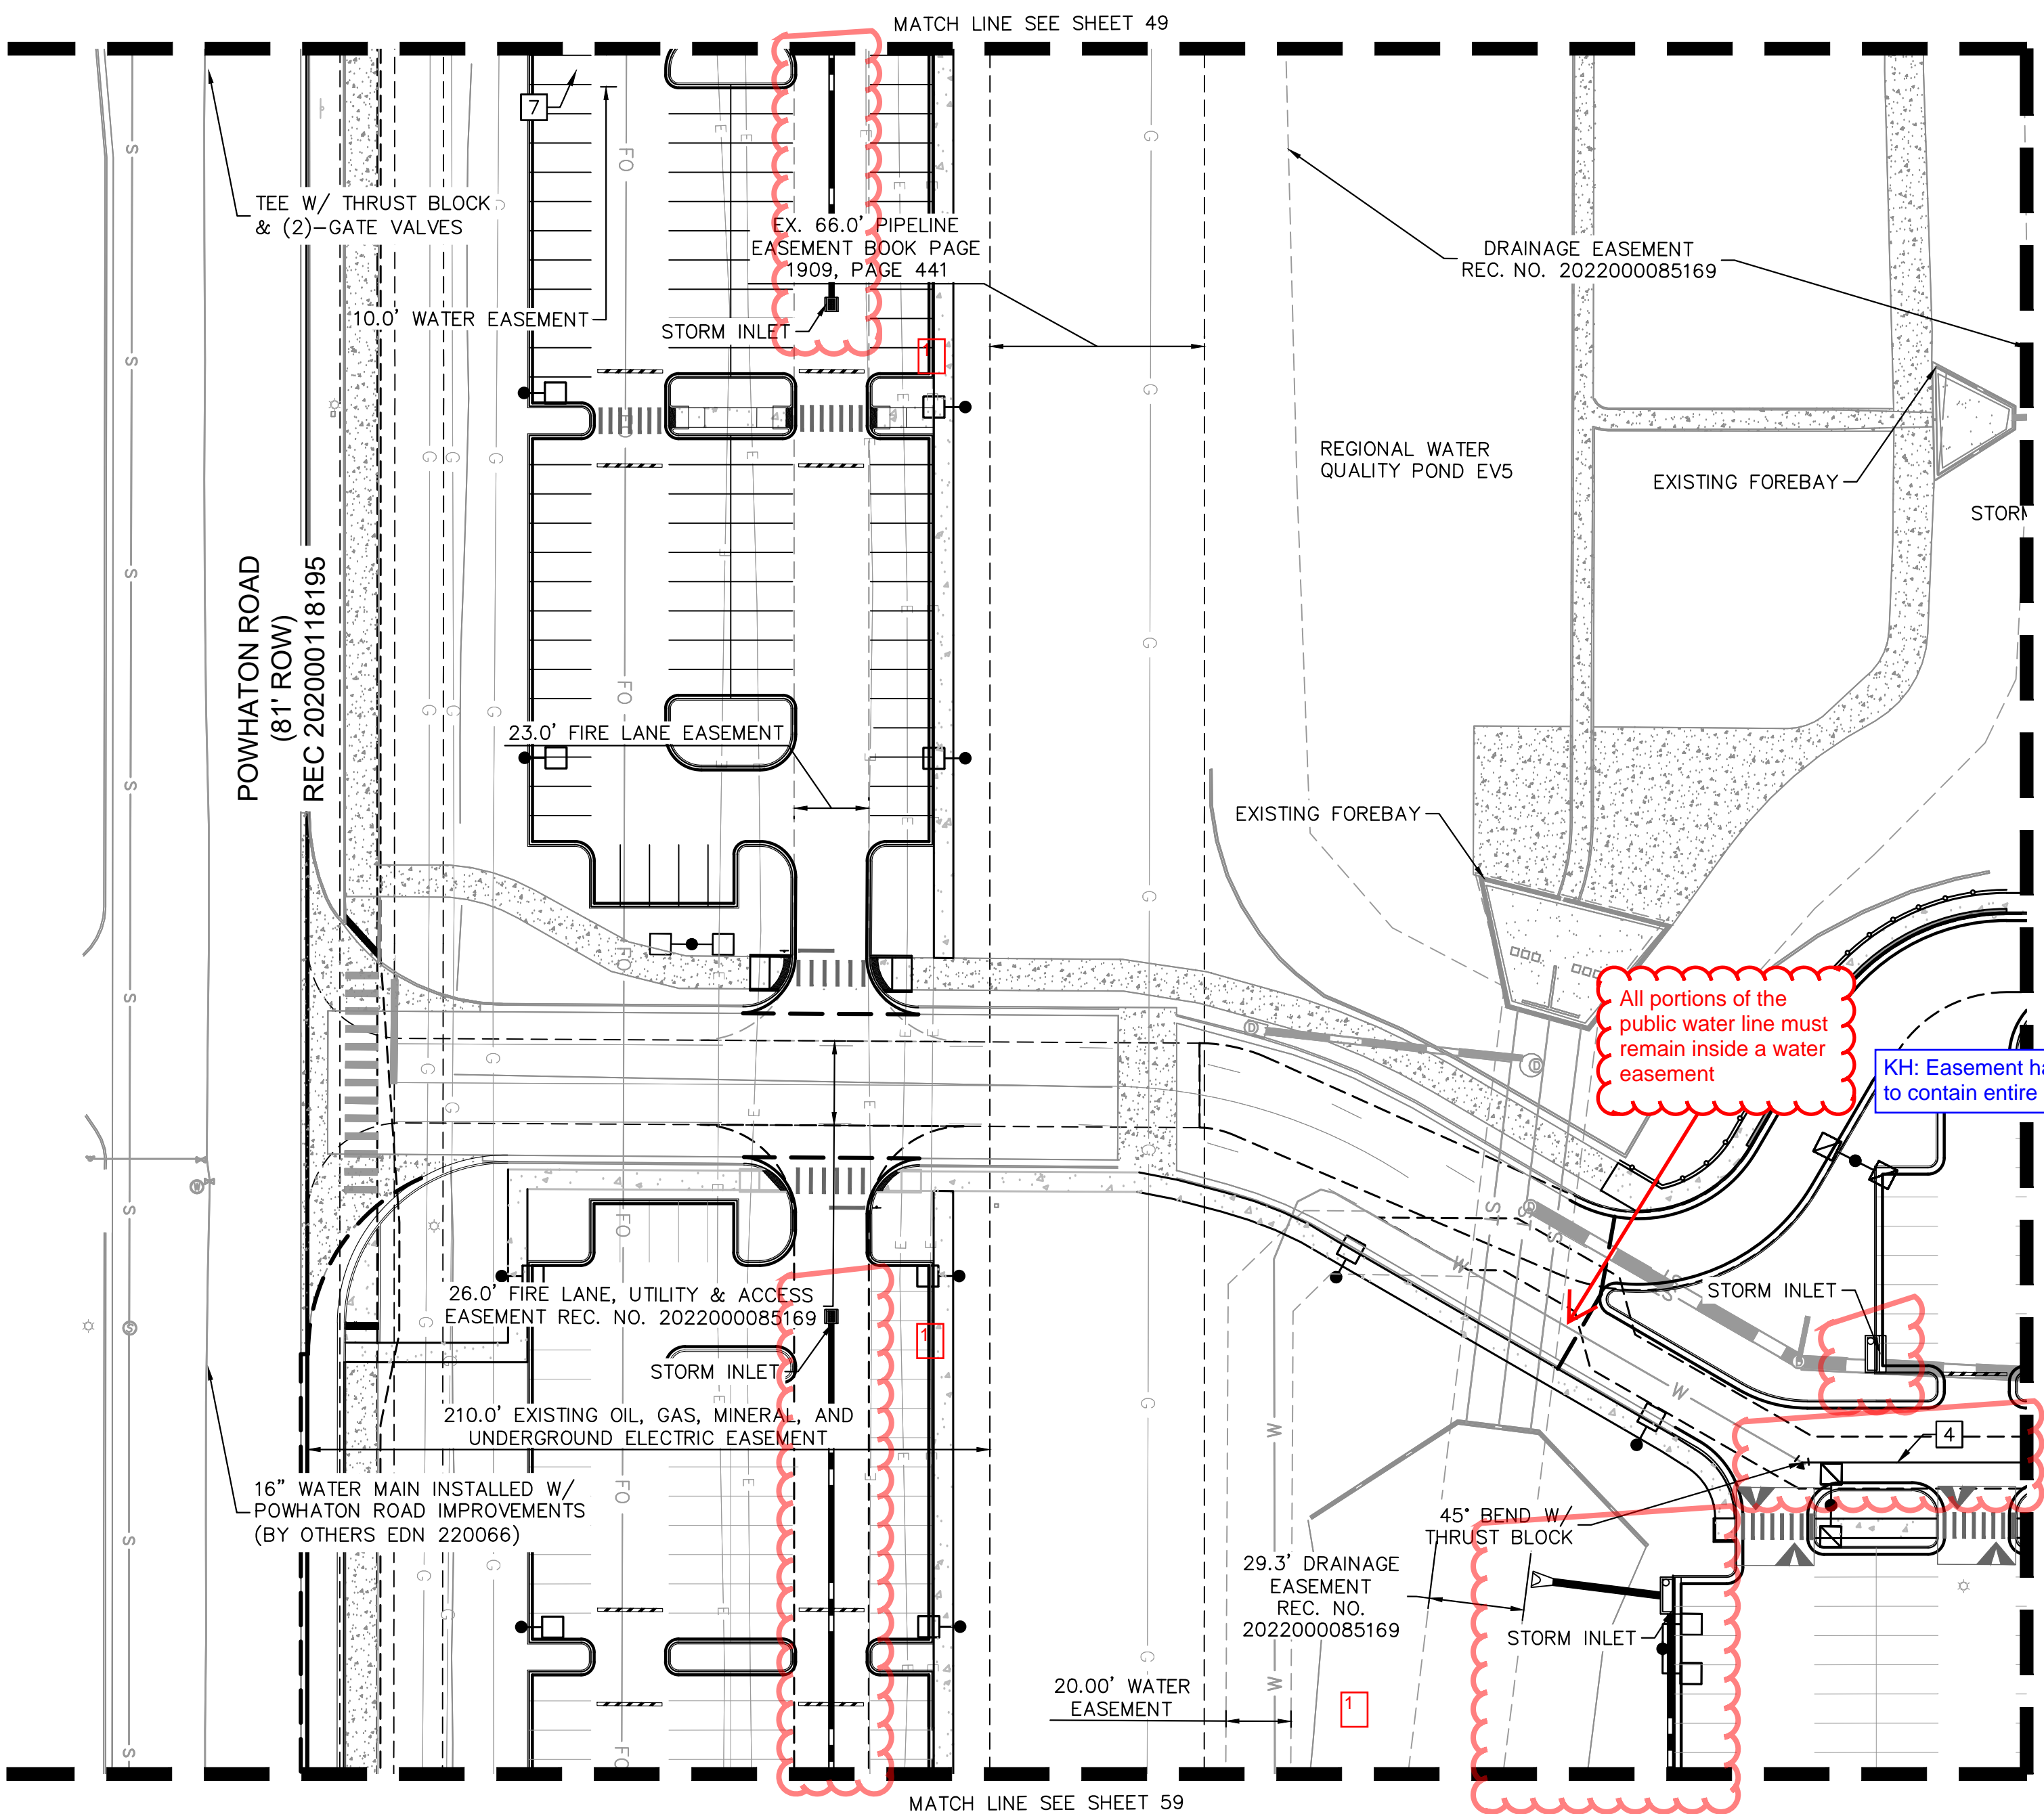 MATCH LINE SEE SHEET 49
7
TEE W/ THRUST BLOCK
& (2)-GATE VALVES
EX. 66.0' PIPELINE
EASEMENT BOOK PAGE
1909, PAGE 441
DRAINAGE EASEMENT
REC. NO. 2022000085169
10.0' WATER EASEMENT
STORM INLET
1
REGIONAL WATER
QUALITY POND EV5
EXISTING FOREBAY
POWHATON ROAD
(81' ROW)
REC 2020000118195
23.0' FIRE LANE EASEMENT
EXISTING FOREBAY
All portions of the
public water line must
remain inside a water
easement
KH: Easement
to contain entire
26.0' FIRE LANE, UTILITY & ACCESS
EASEMENT REC. NO. 2022000085169
1
STORM INLET
STORM INLET
210.0' EXISTING OIL, GAS, MINERAL, AND
UNDERGROUND ELECTRIC EASEMENT
4
16" WATER MAIN INSTALLED W/
POWHATON ROAD IMPROVEMENTS
(BY OTHERS EDN 220066)
45° BEND W/
THRUST BLOCK
29.3' DRAINAGE
EASEMENT
REC. NO.
2022000085169
STORM INLET
20.00' WATER
EASEMENT
1
MATCH LINE SEE SHEET 59
S
S
S
S
S
S
S
S
S
G
G
G
G
G
G
G
FO
FO
FO
FO
FO
W
W
W
W
ST
ST
D
D
D